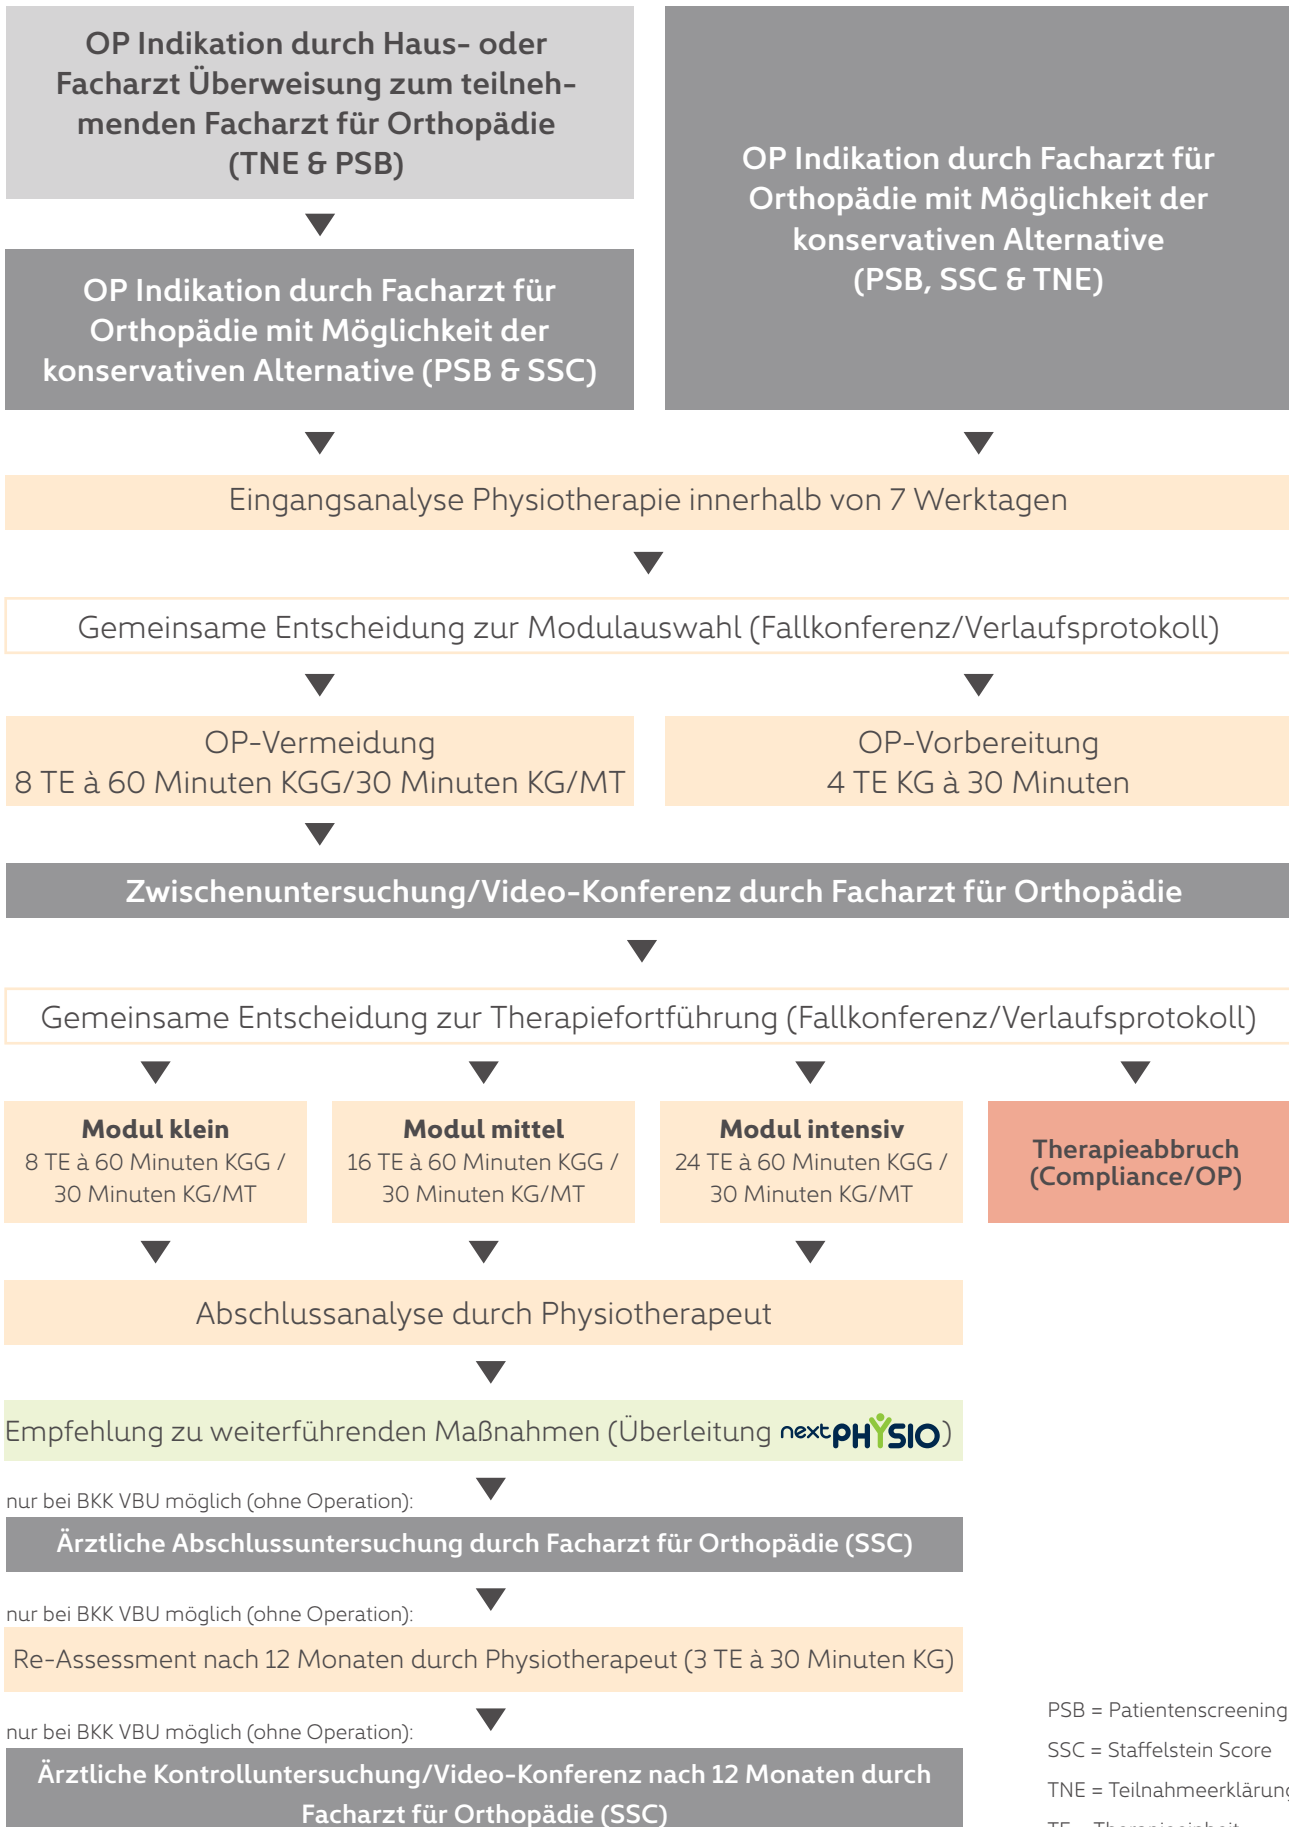 OP Indikation durch Haus- oder
Facharzt Überweisung zum teilneh-
menden Facharzt für Orthopädie
(TNE & PSB)
OP Indikation durch Facharzt für
Orthopädie mit Möglichkeit der
konservativen Alternative (PSB & SSC)
OP Indikation durch Facharzt für
Orthopädie mit Möglichkeit der
konservativen Alternative
(PSB, SSC & TNE)
Eingangsanalyse Physiotherapie innerhalb von 7 Werktagen
Gemeinsame Entscheidung zur Modulauswahl (Fallkonferenz/Verlaufsprotokoll)
OP-Vermeidung
8 TE à 60 Minuten KGG/30 Minuten KG/MT
OP-Vorbereitung
4 TE KG à 30 Minuten
Zwischenuntersuchung/Video-Konferenz durch Facharzt für Orthopädie
Gemeinsame Entscheidung zur Therapiefortführung (Fallkonferenz/Verlaufsprotokoll)
Modul klein
8 TE à 60 Minuten KGG /
30 Minuten KG/MT
Modul mittel
16 TE à 60 Minuten KGG /
30 Minuten KG/MT
Modul intensiv
24 TE à 60 Minuten KGG /
30 Minuten KG/MT
Therapieabbruch
(Compliance/OP)
Abschlussanalyse durch Physiotherapeut
Empfehlung zu weiterführenden Maßnahmen (Überleitung next PHYSIO)
nur bei BKK VBU möglich (ohne Operation):
Ärztliche Abschlussuntersuchung durch Facharzt für Orthopädie (SSC)
nur bei BKK VBU möglich (ohne Operation):
Re-Assessment nach 12 Monaten durch Physiotherapeut (3 TE à 30 Minuten KG)
nur bei BKK VBU möglich (ohne Operation):
Ärztliche Kontrolluntersuchung/Video-Konferenz nach 12 Monaten durch
Facharzt für Orthopädie (SSC)
PSB = Patientenscreening
SSC = Staffelstein Score
TNE = Teilnahmeerklärung